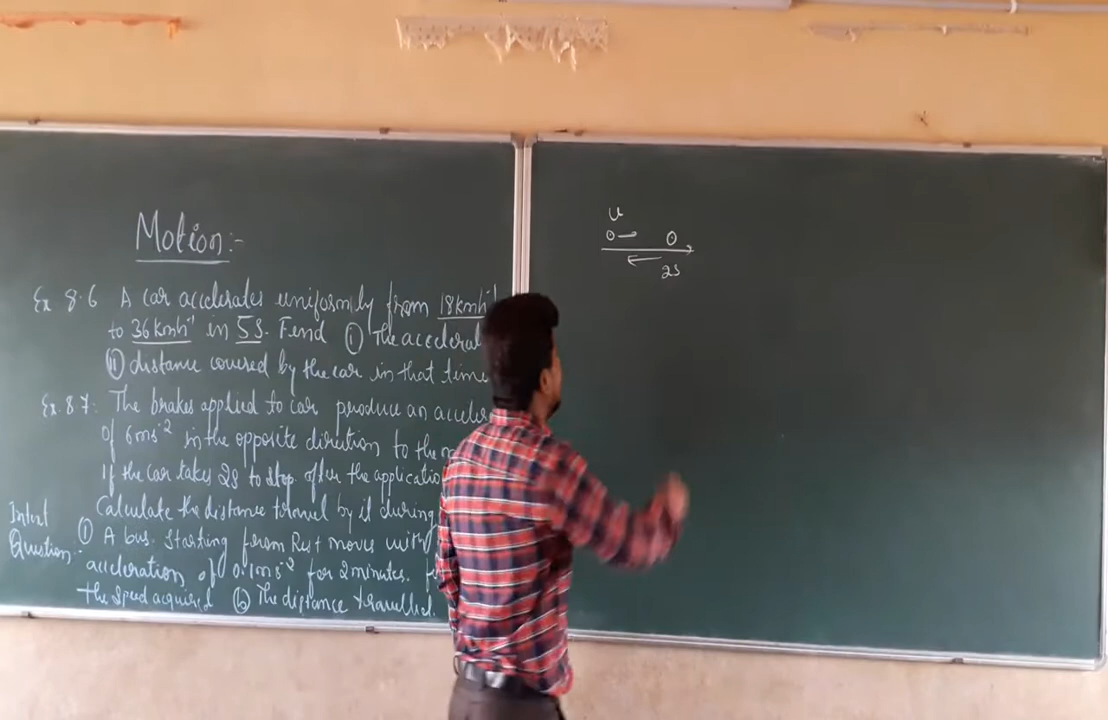 Motion:-
Ex 8.6 A car accelerates uniformly from 18kmh⁻¹
to 36kmh⁻¹ in 5s. Find (i) The accelerat
(ii) distance covered by the car in that time
Ex.8.7: The brakes applied to car produce an acceler
of 6ms⁻² in the opposite direction to the m
If the car takes 2s to stop after the application
Calculate the distance travel by it during
Intext
Question.
(1) A bus. starting from Rest moves with
acceleration of 0.1ms⁻² for 2 minutes. F
the speed acquired (b) The distance travelled.
u
0 → 0
← 2s